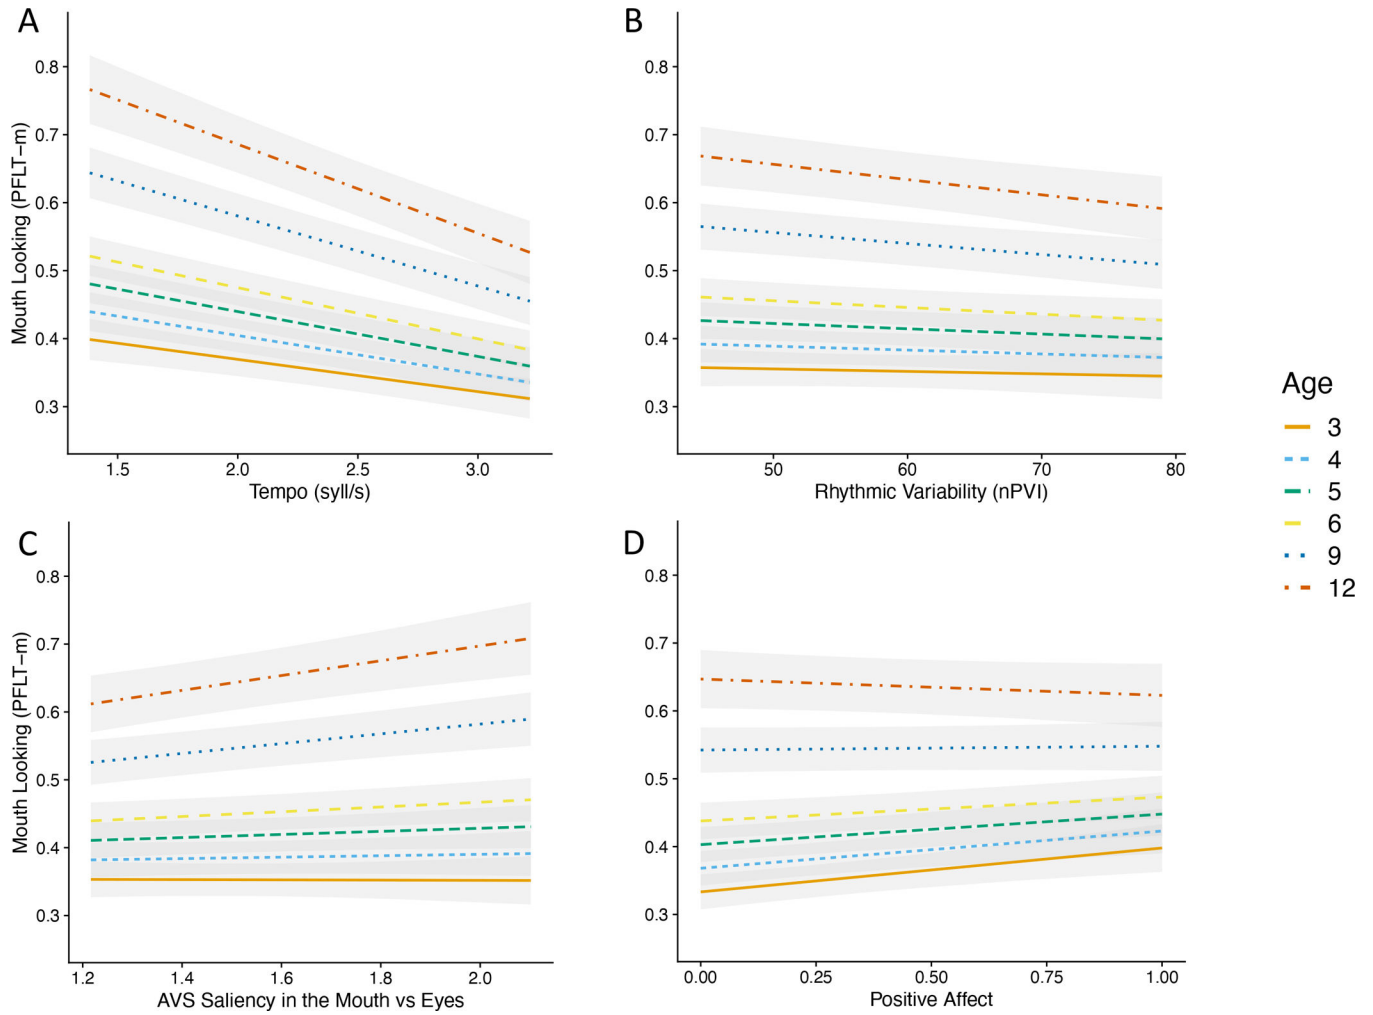 A
Mouth Looking (PFLT−m)
0.8
0.7
0.6
0.5
0.4
0.3
1.5 2.0 2.5 3.0
Tempo (syll/s)
B
0.8
0.7
0.6
0.5
0.4
0.3
50 60 70 80
Rhythmic Variability (nPVI)
C
Mouth Looking (PFLT−m)
0.8
0.7
0.6
0.5
0.4
0.3
1.2 1.4 1.6 1.8 2.0
AVS Saliency in the Mouth vs Eyes
D
0.8
0.7
0.6
0.5
0.4
0.3
0.00 0.25 0.50 0.75 1.00
Positive Affect
Age
3
4
5
6
9
12